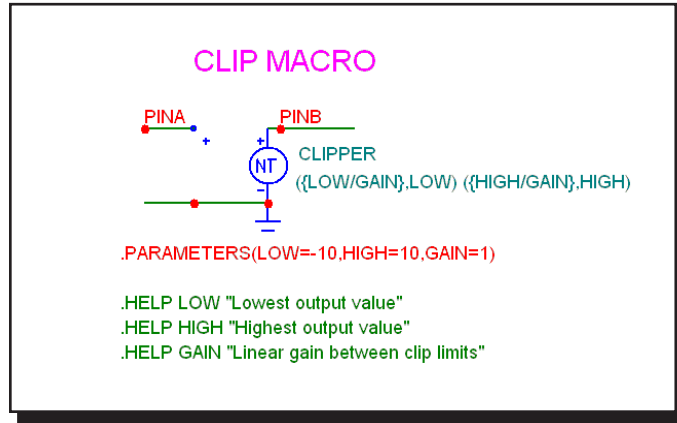 CLIP MACRO
PINA
PINB
+
+
NT
-
CLIPPER
({LOW/GAIN},LOW) ({HIGH/GAIN},HIGH)
.PARAMETERS(LOW=-10,HIGH=10,GAIN=1)
.HELP LOW "Lowest output value"
.HELP HIGH "Highest output value"
.HELP GAIN "Linear gain between clip limits"